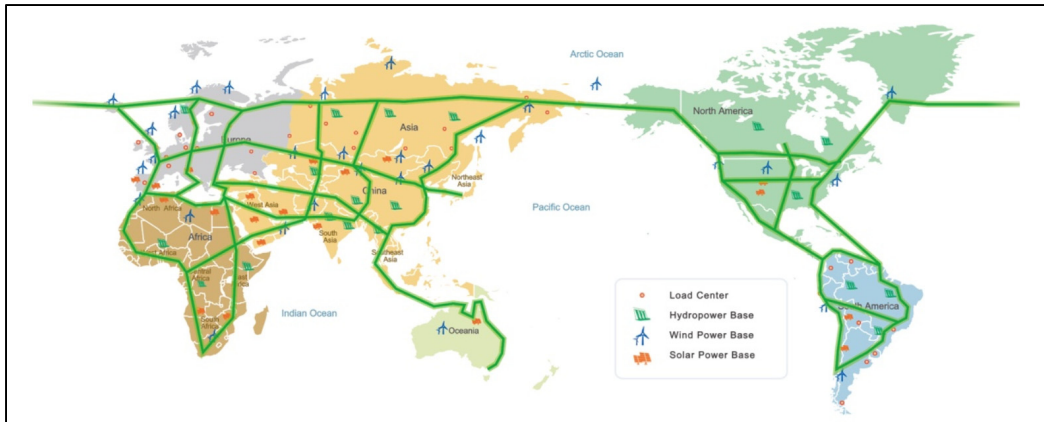 Arctic Ocean
North America
Asia
Europe
Northeast
Asia
China
West Asia
North Africa
Pacific Ocean
Africa
South
Asia
Southeast
Asia
Central
Africa
East
South
Africa
Indian Ocean
Oceania
South America
Load Center
Hydropower Base
Wind Power Base
Solar Power Base